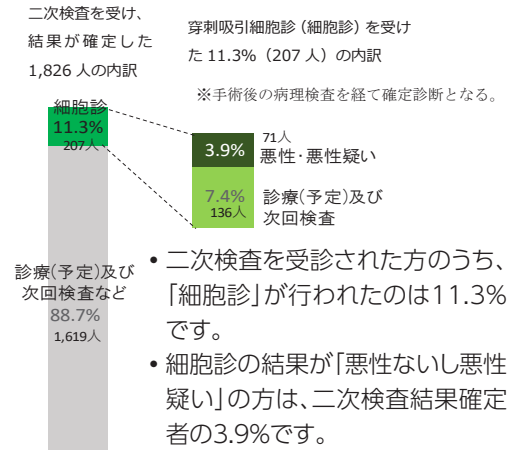 二次検査を受け、
結果が確定した
1,826 人の内訳
穿刺吸引細胞診（細胞診）を受け
た 11.3%（207 人）の内訳
※手術後の病理検査を経て確定診断となる。
細胞診
11.3%
207人
3.9%
71人
悪性・悪性疑い
7.4%
136人
診療(予定)及び
次回検査
診療(予定)及び
次回検査など
88.7%
1,619人
• 二次検査を受診された方のうち、
「細胞診」が行われたのは11.3%
です。
• 細胞診の結果が「悪性ないし悪性
疑い」の方は、二次検査結果確定
者の3.9%です。